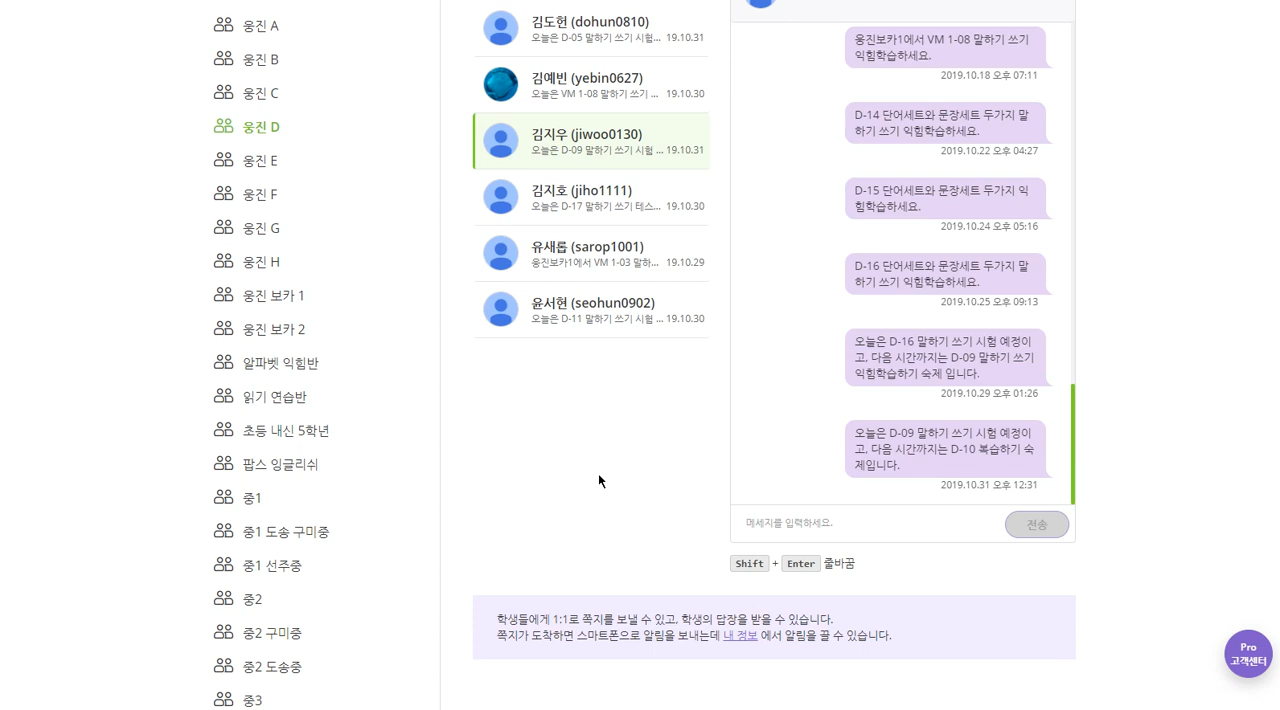 웅진 A
웅진 B
웅진 C
웅진 D
웅진 E
웅진 F
웅진 G
웅진 H
웅진 보카 1
웅진 보카 2
알파벳 익힘반
읽기 연습반
초등 내신 5학년
팝스 잉글리쉬
중1
중1 도송 구미중
중1 선주중
중2
중2 구미중
중2 도송중
중3
김도헌 (dohun0810)
오늘은 D-05 말하기 쓰기 시험... 19.10.31
김예빈 (yebin0627)
오늘은 VM 1-08 말하기 쓰기 ... 19.10.30
김지우 (jiwoo0130)
오늘은 D-09 말하기 쓰기 시험 ... 19.10.31
김지호 (jiho1111)
오늘은 D-17 말하기 쓰기 테스... 19.10.30
유새롭 (sarop1001)
웅진보카1에서 VM 1-03 말하... 19.10.29
윤서현 (seohun0902)
오늘은 D-11 말하기 쓰기 시험 ... 19.10.30
웅진보카1에서 VM 1-08 말하기 쓰기
익힘학습하세요.
2019.10.18 오후 07:11
D-14 단어세트와 문장세트 두가지 말
하기 쓰기 익힘학습하세요.
2019.10.22 오후 04:27
D-15 단어세트와 문장세트 두가지 익
힘학습하세요.
2019.10.24 오후 05:16
D-16 단어세트와 문장세트 두가지 말
하기 쓰기 익힘학습하세요.
2019.10.25 오후 09:13
오늘은 D-16 말하기 쓰기 시험 예정이
고, 다음 시간까지는 D-09 말하기 쓰기
익힘학습하기 숙제 입니다.
2019.10.29 오후 01:26
오늘은 D-09 말하기 쓰기 시험 예정이
고, 다음 시간까지는 D-10 복습하기 숙
제입니다.
2019.10.31 오후 12:31
메세지를 입력하세요.
전송
Shift + Enter 줄바꿈
학생들에게 1:1로 쪽지를 보낼 수 있고, 학생의 답장을 받을 수 있습니다.
쪽지가 도착하면 스마트폰으로 알림을 보내는데 내 정보 에서 알림을 끌 수 있습니다.
Pro
고객센터